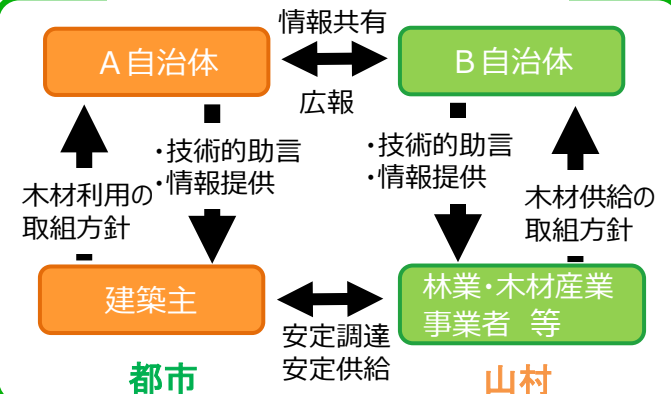 情報共有
A自治体
B自治体
広報
・技術的助言
・情報提供
・技術的助言
・情報提供
木材利用の
取組方針
木材供給の
取組方針
建築主
林業・木材産業
事業者 等
安定調達
安定供給
都市
山村